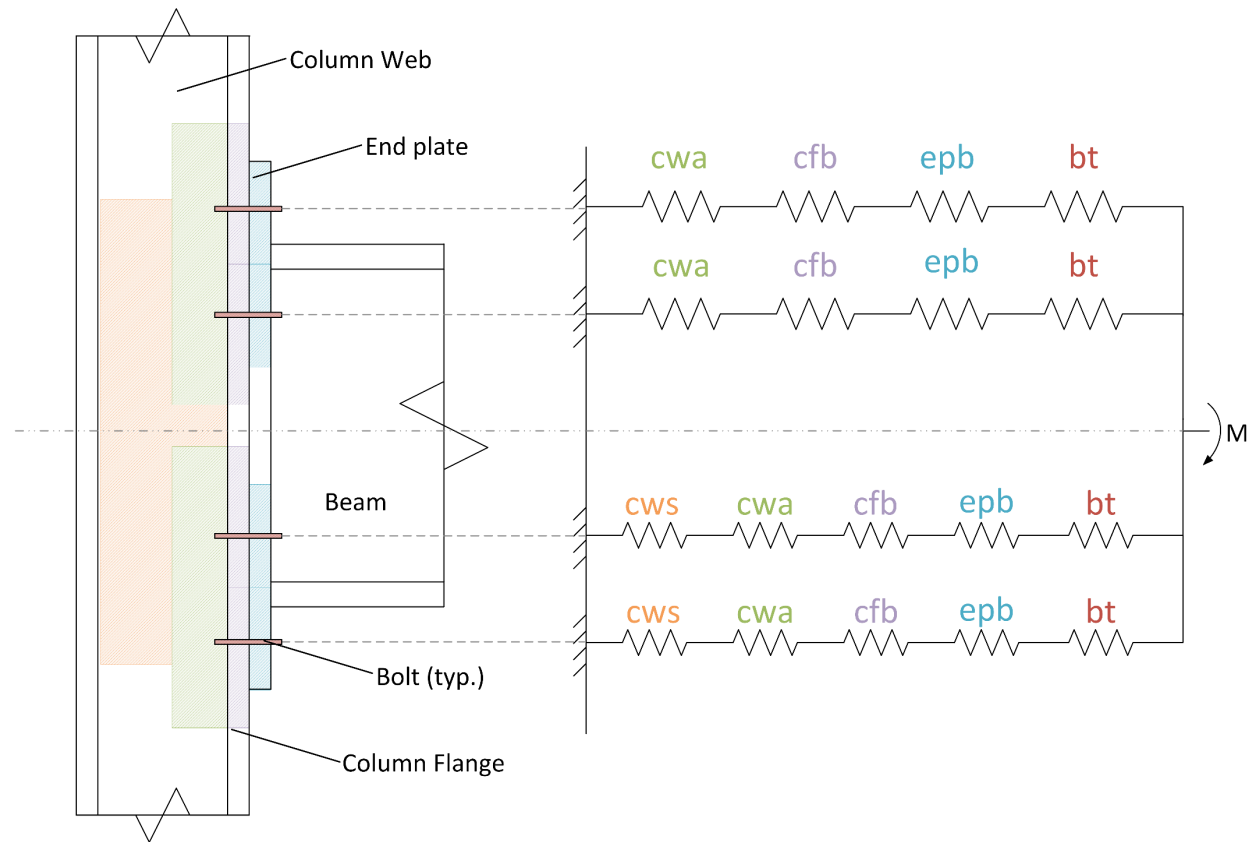 Column Web
End plate
cwa cfb epb bt
cwa cfb epb bt
M
Beam
cws cwa cfb epb bt
cws cwa cfb epb bt
Bolt (typ.)
Column Flange